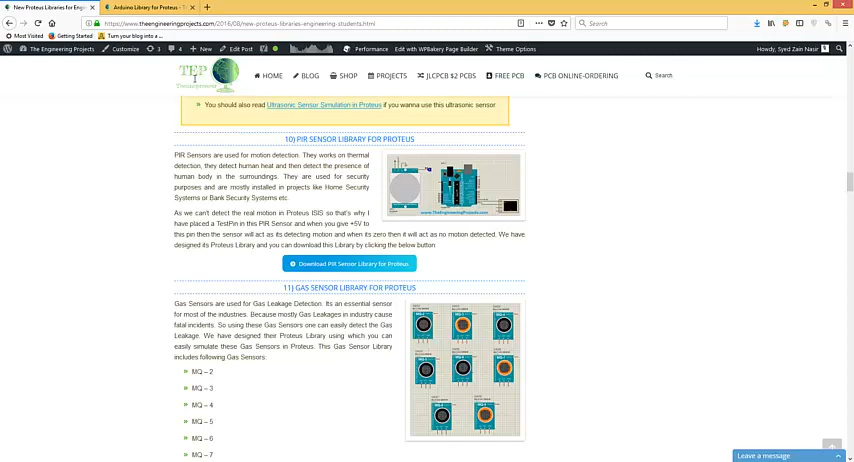 New Proteus Libraries for Engine
Arduino Library for Proteus - T
https://www.theengineeringprojects.com/2016/08/new-proteus-libraries-engineering-students.html
Search
Most Visited
Getting Started
Turn your blog into a ...
The Engineering Projects
Customize
3
4
New
Edit Post
Performance
Edit with WPBakery Page Builder
Theme Options
Howdy, Syed Zain Nasir
TEP
HOME
BLOG
SHOP
PROJECTS
JLCPCB $2 PCBS
FREE PCB
PCB ONLINE-ORDERING
Search
» You should also read Ultrasonic Sensor Simulation in Proteus if you wanna use this ultrasonic sensor
10) PIR SENSOR LIBRARY FOR PROTEUS
PIR Sensors are used for motion detection. They works on thermal
detection, they detect human heat and then detect the presence of
human body in the surroundings. They are used for security
purposes and are mostly installed in projects like Home Security
Systems or Bank Security Systems etc.
www.TheEngineeringProjects.com
As we can't detect the real motion in Proteus ISIS so that's why I
have placed a TestPin in this PIR Sensor and when you give +5V to
this pin then the sensor will act as its detecting motion and when its zero then it will act as no motion detected. We have
designed its Proteus Library and you can download this Library by clicking the below button:
Download PIR Sensor Library for Proteus
11) GAS SENSOR LIBRARY FOR PROTEUS
Gas Sensors are used for Gas Leakage Detection. Its an essential sensor
for most of the industries. Because mostly Gas Leakages in industry cause
fatal incidents. So using these Gas Sensors one can easily detect the Gas
Leakage. We have designed their Proteus Library using which you can
easily simulate these Gas Sensors in Proteus. This Gas Sensor Library
includes following Gas Sensors:
» MQ – 2
» MQ – 3
» MQ – 4
» MQ – 5
» MQ – 6
» MQ – 7
Leave a message